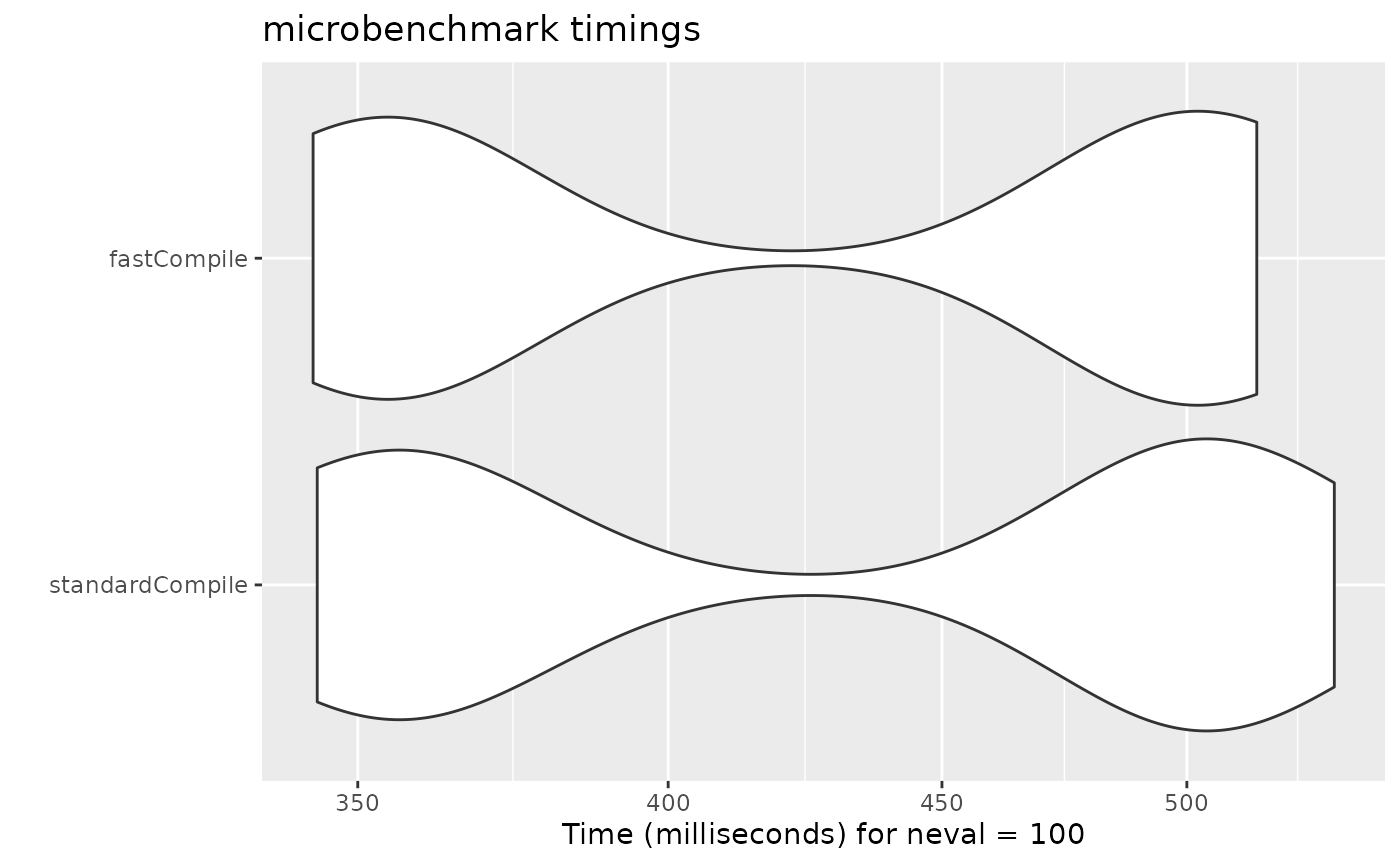 microbenchmark timings
fastCompile
standardCompile
350 400 450 500
Time (milliseconds) for neval = 100